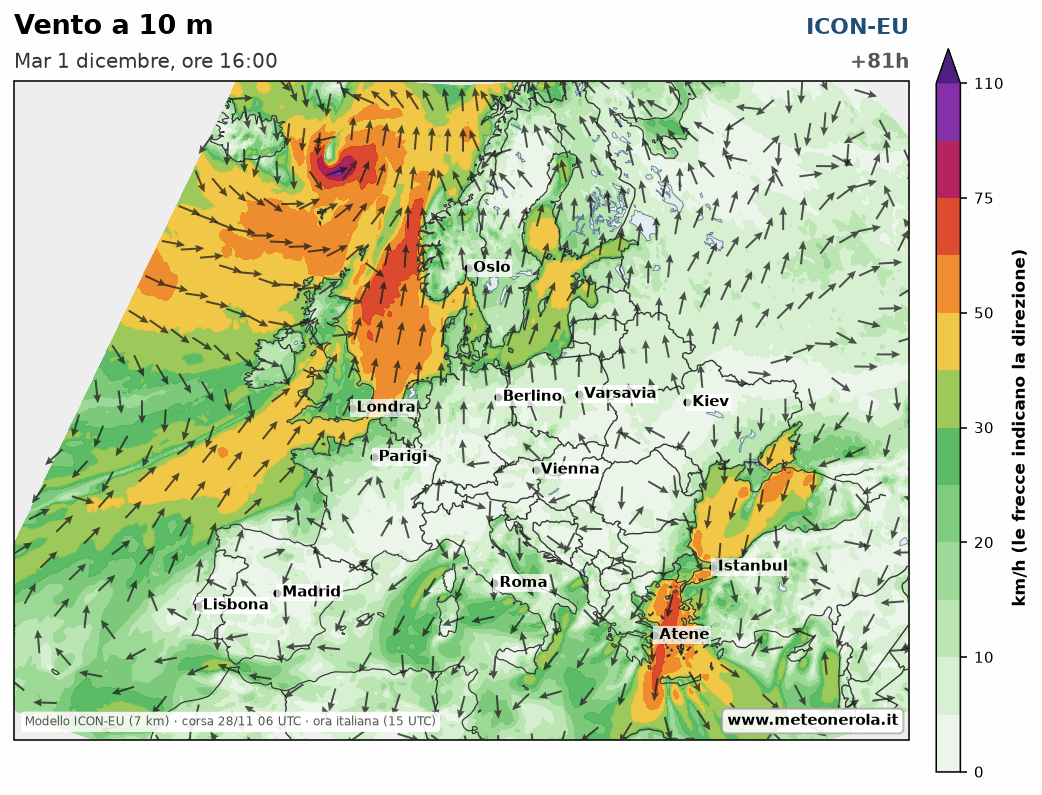 Vento a 10 m
ICON-EU
Mar 1 dicembre, ore 16:00
+81h
110
75
50
30
20
10
0
km/h (le frecce indicano la direzione)
Oslo
Londra
Berlino
Varsavia
Kiev
Parigi
Vienna
Istanbul
Roma
Madrid
Lisbona
Atene
Modello ICON-EU (7 km) · corsa 28/11 06 UTC · ora italiana (15 UTC)
www.meteonerola.it